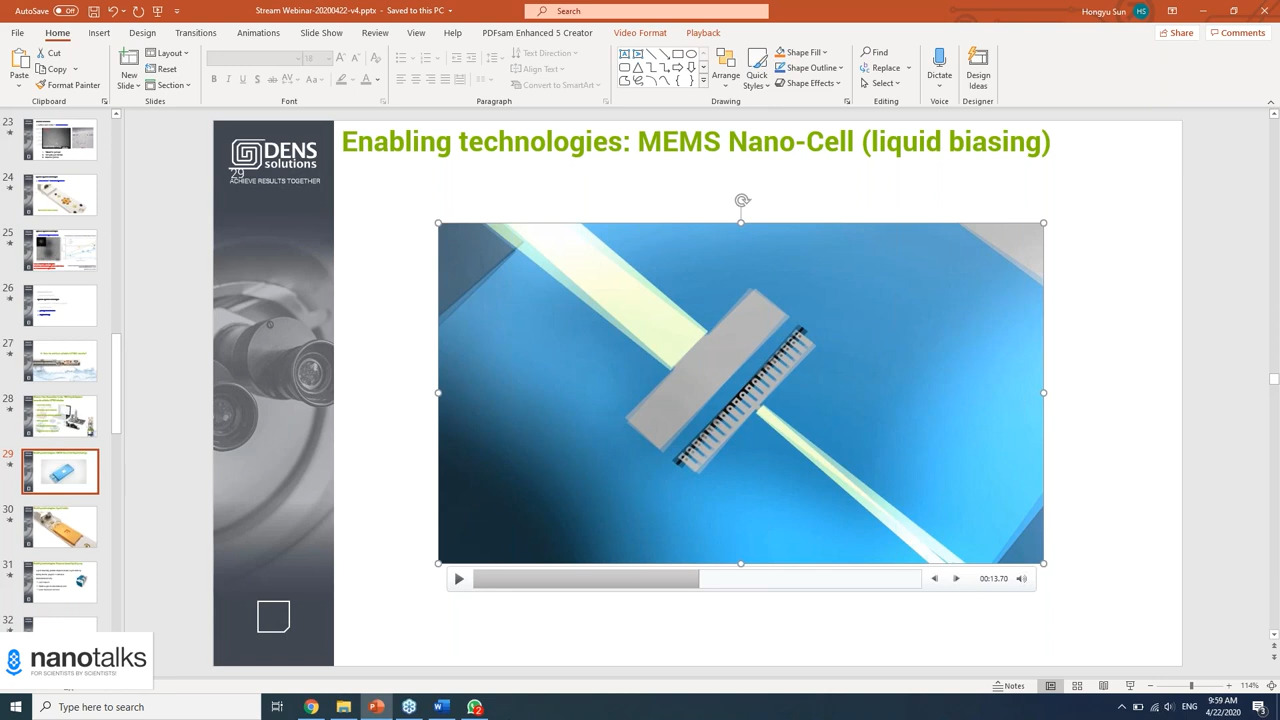 AutoSave Off
Stream Webinar-20200422-v4.pptx - Saved to this PC
Search
Hongyu Sun HS
File Home Insert Design Transitions Animations Slide Show Review View Help PDFsam Enhanced 5 Creator Video Format Playback
Share Comments
Paste
Cut
Copy
Format Painter
Clipboard
New
Slide
Layout
Reset
Section
Slides
18
Font
Text Direction
Align Text
Convert to SmartArt
Paragraph
Arrange
Quick
Styles
Shape Fill
Shape Outline
Shape Effects
Drawing
Find
Replace
Select
Editing
Dictate
Voice
Design
Ideas
Designer
23
24
25
26
27
28
29
30
31
32
DENS
solutions
29
ACHIEVE RESULTS TOGETHER
Enabling technologies: MEMS Nano-Cell (liquid biasing)
00:13.70
nanotalks
FOR SCIENTISTS BY SCIENTISTS!
Notes
114%
Type here to search
2
ENG
9:59 AM
4/22/2020
3